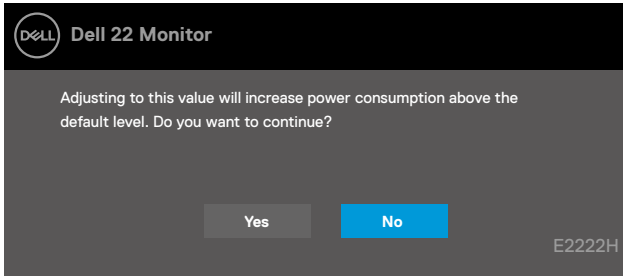 DELL Dell 22 Monitor
Adjusting to this value will increase power consumption above the
default level. Do you want to continue?
Yes No
E2222H